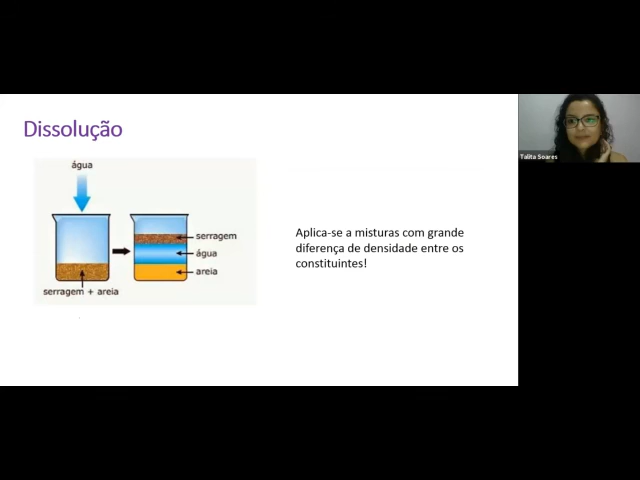 Dissolução
água
serragem
água
areia
serragem + areia
Aplica-se a misturas com grande
diferença de densidade entre os
constituintes!
Talita Soares